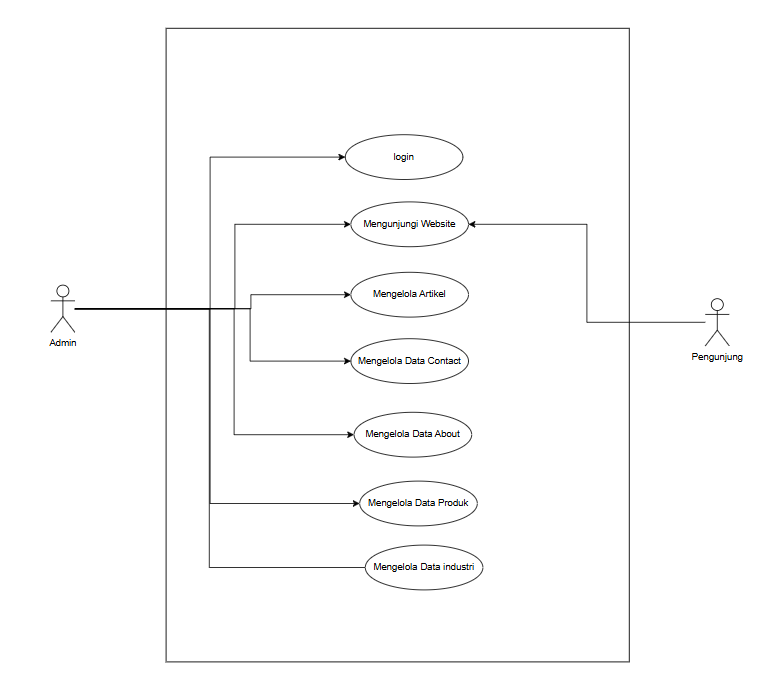 login
Mengunjungi Website
Mengelola Artikel
Admin
Pengunjung
Mengelola Data Contact
Mengelola Data About
Mengelola Data Produk
Mengelola Data industri